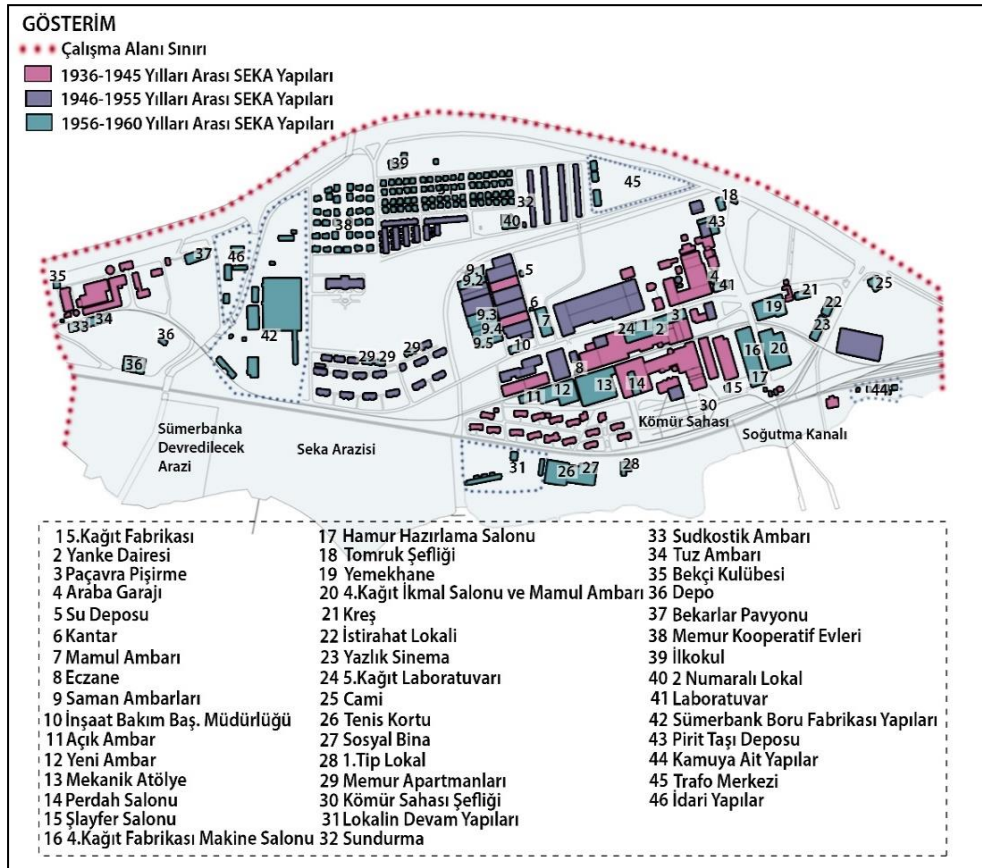 GÖSTERİM
Çalışma Alanı Sınırı
1936-1945 Yılları Arası SEKA Yapıları
1946-1955 Yılları Arası SEKA Yapıları
1956-1960 Yılları Arası SEKA Yapıları
39
45
18
32
38
40
43
37
46
35
9.1
5
9.2
4
41
25
6
21
19
22
9.3
7
31
33
34
42
24
1
2
23
9.4
36
9.5
10
16
20
36
29
29
29
8
17
11
12
13
14
15
44
30
Kömür Sahası
Soğutma Kanalı
Sümerbanka
Devredilecek
Arazi
Seka Arazisi
31
26
27
28
1 5.Kağıt Fabrikası
2 Yanke Dairesi
3 Paçavra Pişirme
4 Araba Garajı
5 Su Deposu
6 Kantar
7 Mamul Ambarı
8 Eczane
9 Saman Ambarları
10 İnşaat Bakım Baş. Müdürlüğü
11 Açık Ambar
12 Yeni Ambar
13 Mekanik Atölye
14 Perdah Salonu
15 Şlayfer Salonu
16 4.Kağıt Fabrikası Makine Salonu
17 Hamur Hazırlama Salonu
18 Tomruk Şefliği
19 Yemekhane
20 4.Kağıt İkmal Salonu ve Mamul Ambarı
21 Kreş
22 İstirahat Lokali
23 Yazlık Sinema
24 5.Kağıt Laboratuvarı
25 Cami
26 Tenis Kortu
27 Sosyal Bina
28 1.Tip Lokal
29 Memur Apartmanları
30 Kömür Sahası Şefliği
31 Lokalin Devam Yapıları
32 Sundurma
33 Sudkostik Ambarı
34 Tuz Ambarı
35 Bekçi Kulübesi
36 Depo
37 Bekarlar Pavyonu
38 Memur Kooperatif Evleri
39 İlkokul
40 2 Numaralı Lokal
41 Laboratuvar
42 Sümerbank Boru Fabrikası Yapıları
43 Pirit Taşı Deposu
44 Kamuya Ait Yapılar
45 Trafo Merkezi
46 İdari Yapılar